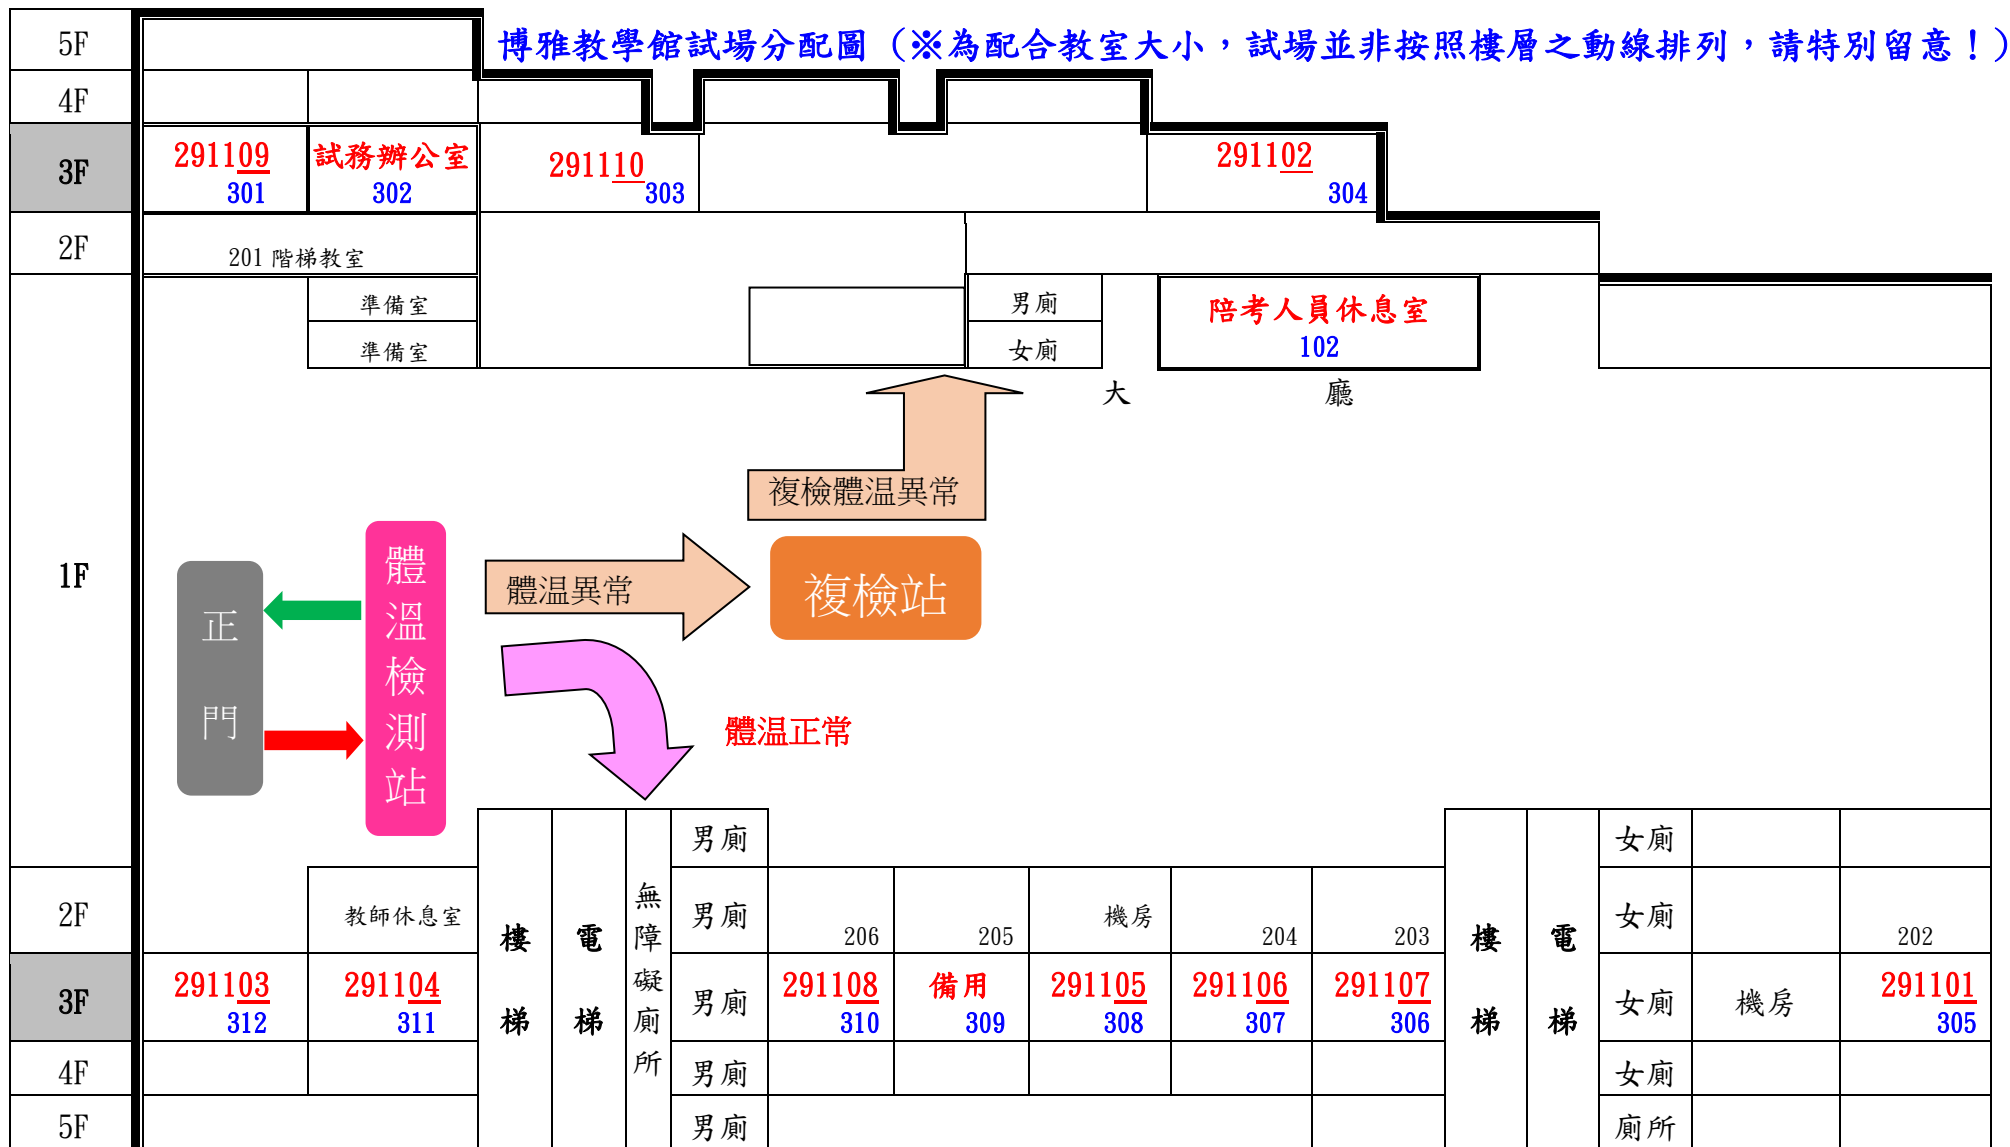 5F
博雅教學館試場分配圖（※為配合教室大小，試場並非按照樓層之動線排列，請特別留意！）
4F
3F
291109
301
試務辦公室
302
291110
303
291102
304
2F
201 階梯教室
準備室
準備室
男廁
女廁
陪考人員休息室
102
大 廳
複檢體温異常
1F
正門
體溫檢測站
體温異常
複檢站
體温正常
樓梯
電梯
無障礙廁所
男廁
樓梯
電梯
女廁
2F
教師休息室
男廁
206
205
機房
204
203
女廁
202
3F
291103
312
291104
311
男廁
291108
310
備用
309
291105
308
291106
307
291107
306
女廁
機房
291101
305
4F
男廁
女廁
5F
男廁
廁所